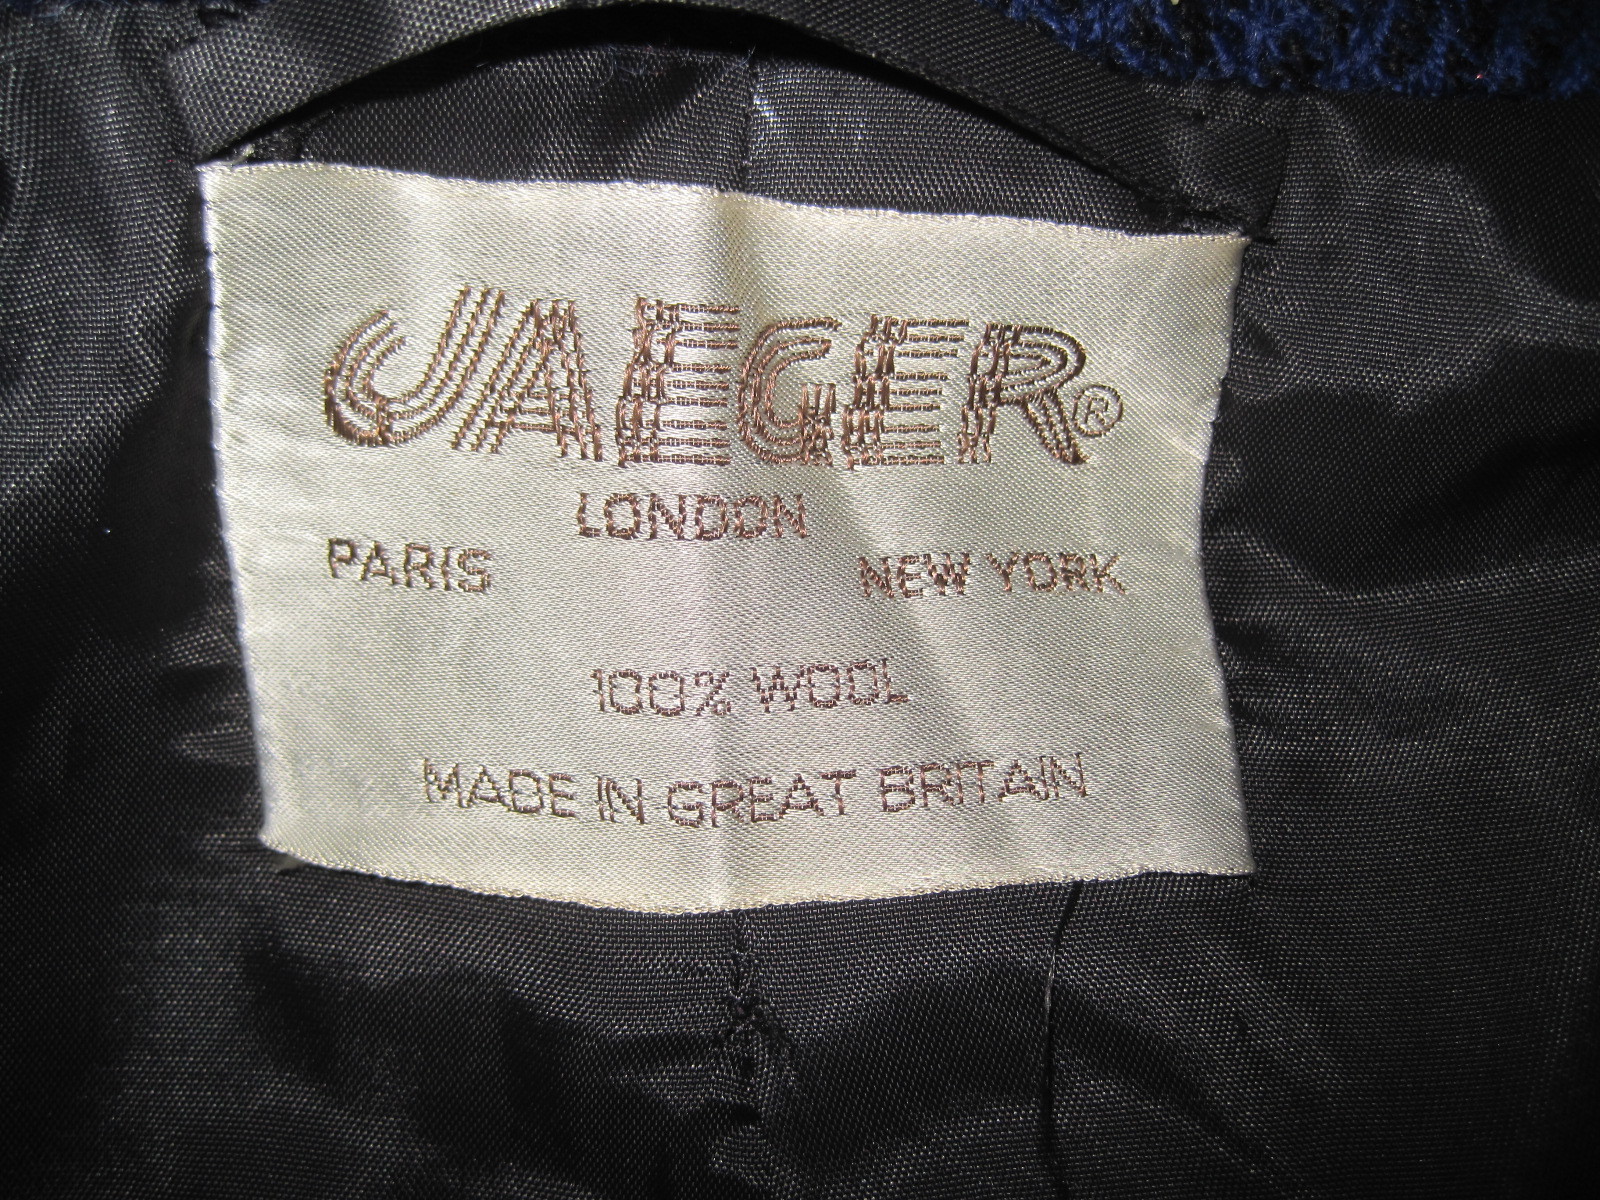 JAEGER®
LONDON
PARIS NEW YORK
100% WOOL
MADE IN GREAT BRITAIN